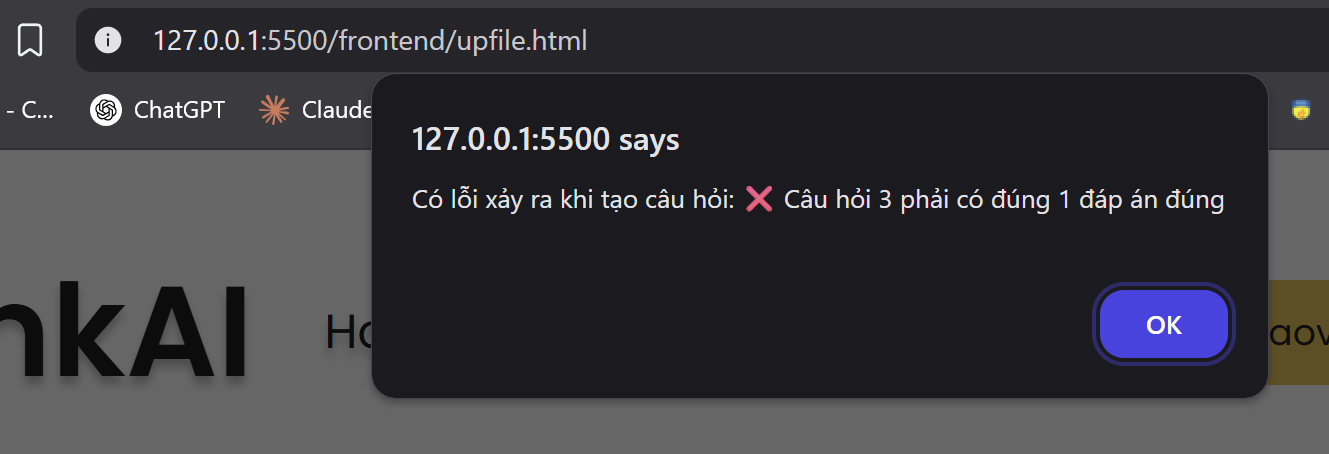 127.0.0.1:5500/frontend/upfile.html
- C... ChatGPT Claude
127.0.0.1:5500 says
Có lỗi xảy ra khi tạo câu hỏi: ❌ Câu hỏi 3 phải có đúng 1 đáp án đúng
OK
nkAI